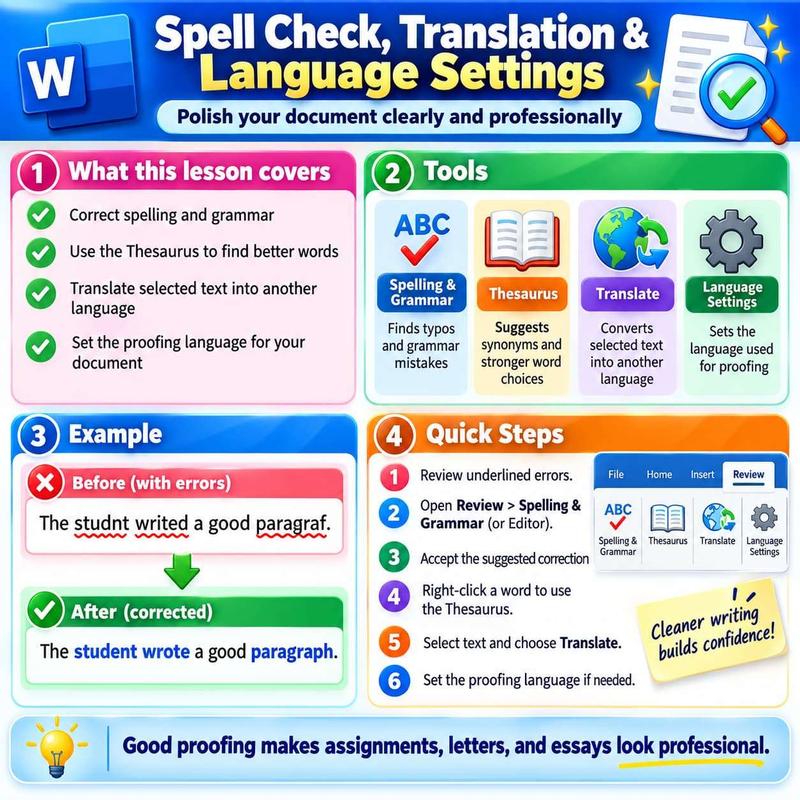 W
Spell Check, Translation &
Language Settings
Polish your document clearly and professionally
1 What this lesson covers
Correct spelling and grammar
Use the Thesaurus to find better words
Translate selected text into another
language
Set the proofing language for your
document
2 Tools
ABC
Spelling &
Grammar
Finds typos
and grammar
mistakes
Thesaurus
Suggests
synonyms and
stronger word
choices
Translate
Converts
selected text
into another
language
Language
Settings
Sets the
language used
for proofing
3 Example
Before (with errors)
The studnt writed a good paragraf.
After (corrected)
The student wrote a good paragraph.
4 Quick Steps
1 Review underlined errors.
2 Open Review > Spelling &
Grammar (or Editor).
3 Accept the suggested correction
4 Right-click a word to use
the Thesaurus.
5 Select text and choose Translate.
6 Set the proofing language if needed.
File Home Insert Review
ABC
Spelling &
Grammar
Thesaurus
Translate
Language
Settings
Cleaner writing
builds confidence!
Good proofing makes assignments, letters, and essays look professional.